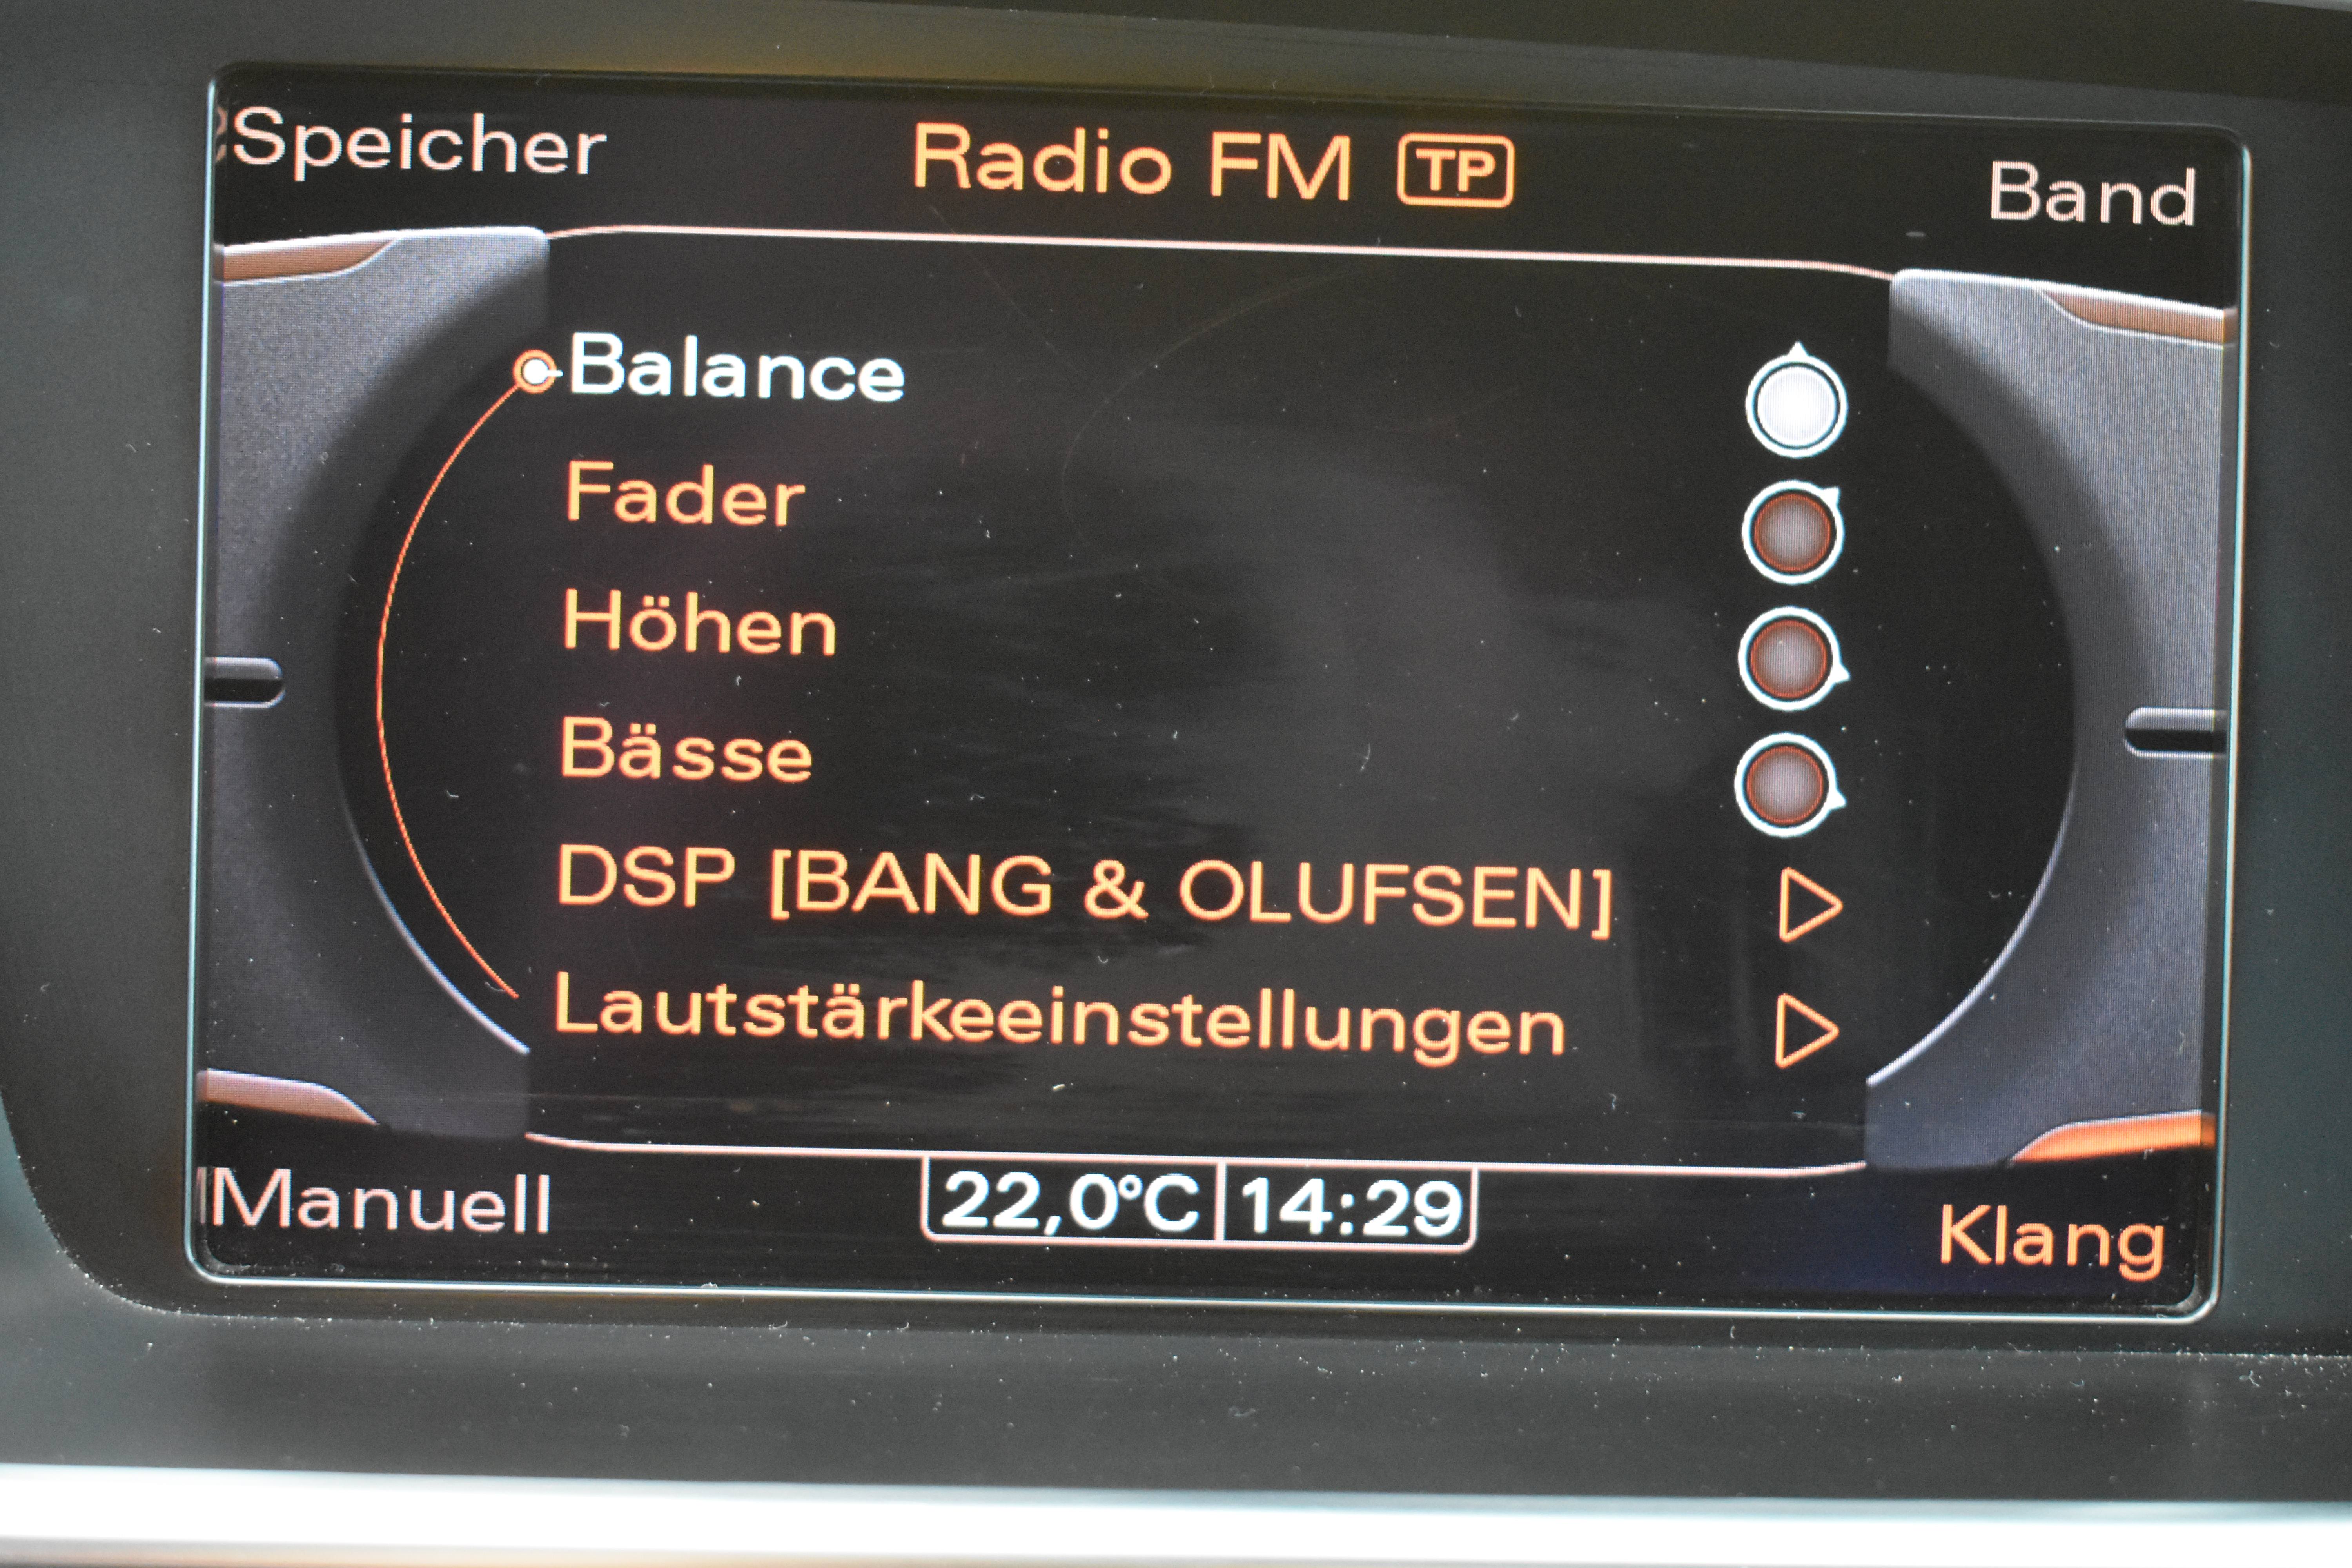 Speicher
Radio FM TP
Band
Balance
Fader
Höhen
Bässe
DSP [BANG & OLUFSEN]
Lautstärkeeinstellungen
Manuell
22,0°C 14:29
Klang